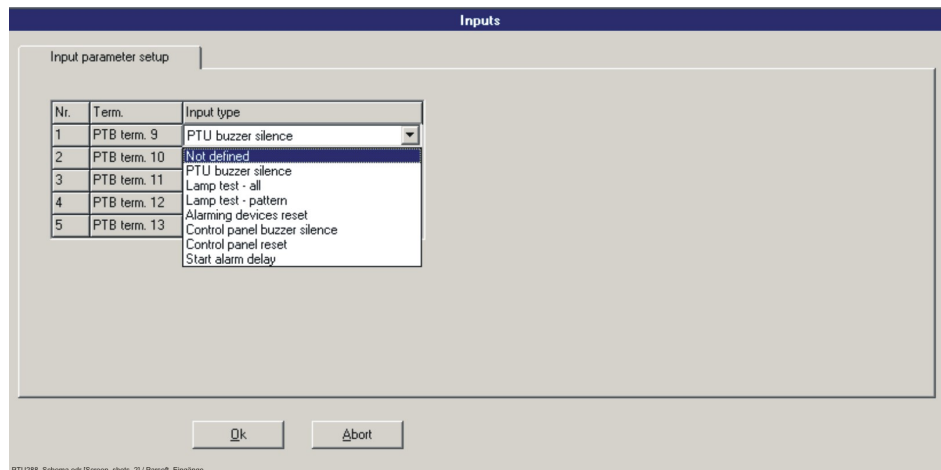 Inputs
Input parameter setup
Nr. Term. Input type
1 PTB term. 9 PTU buzzer silence
2 PTB term. 10 Not defined
PTU buzzer silence
3 PTB term. 11 Lamp test - all
4 PTB term. 12 Lamp test - pattern
Alarming devices reset
5 PTB term. 13 Control panel buzzer silence
Control panel reset
Start alarm delay
Ok Abort